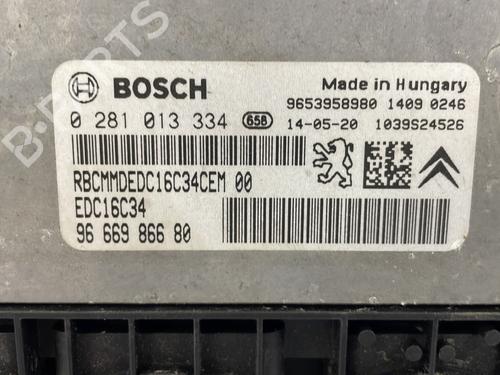 BOSCH
Made in Hungary
9653958980 1409 0246
0 281 013 334 658
14-05-20 1039S24526
RBCMMDEDC16C34CEM 00
EDC16C34
96 669 866 80
B-PARTS